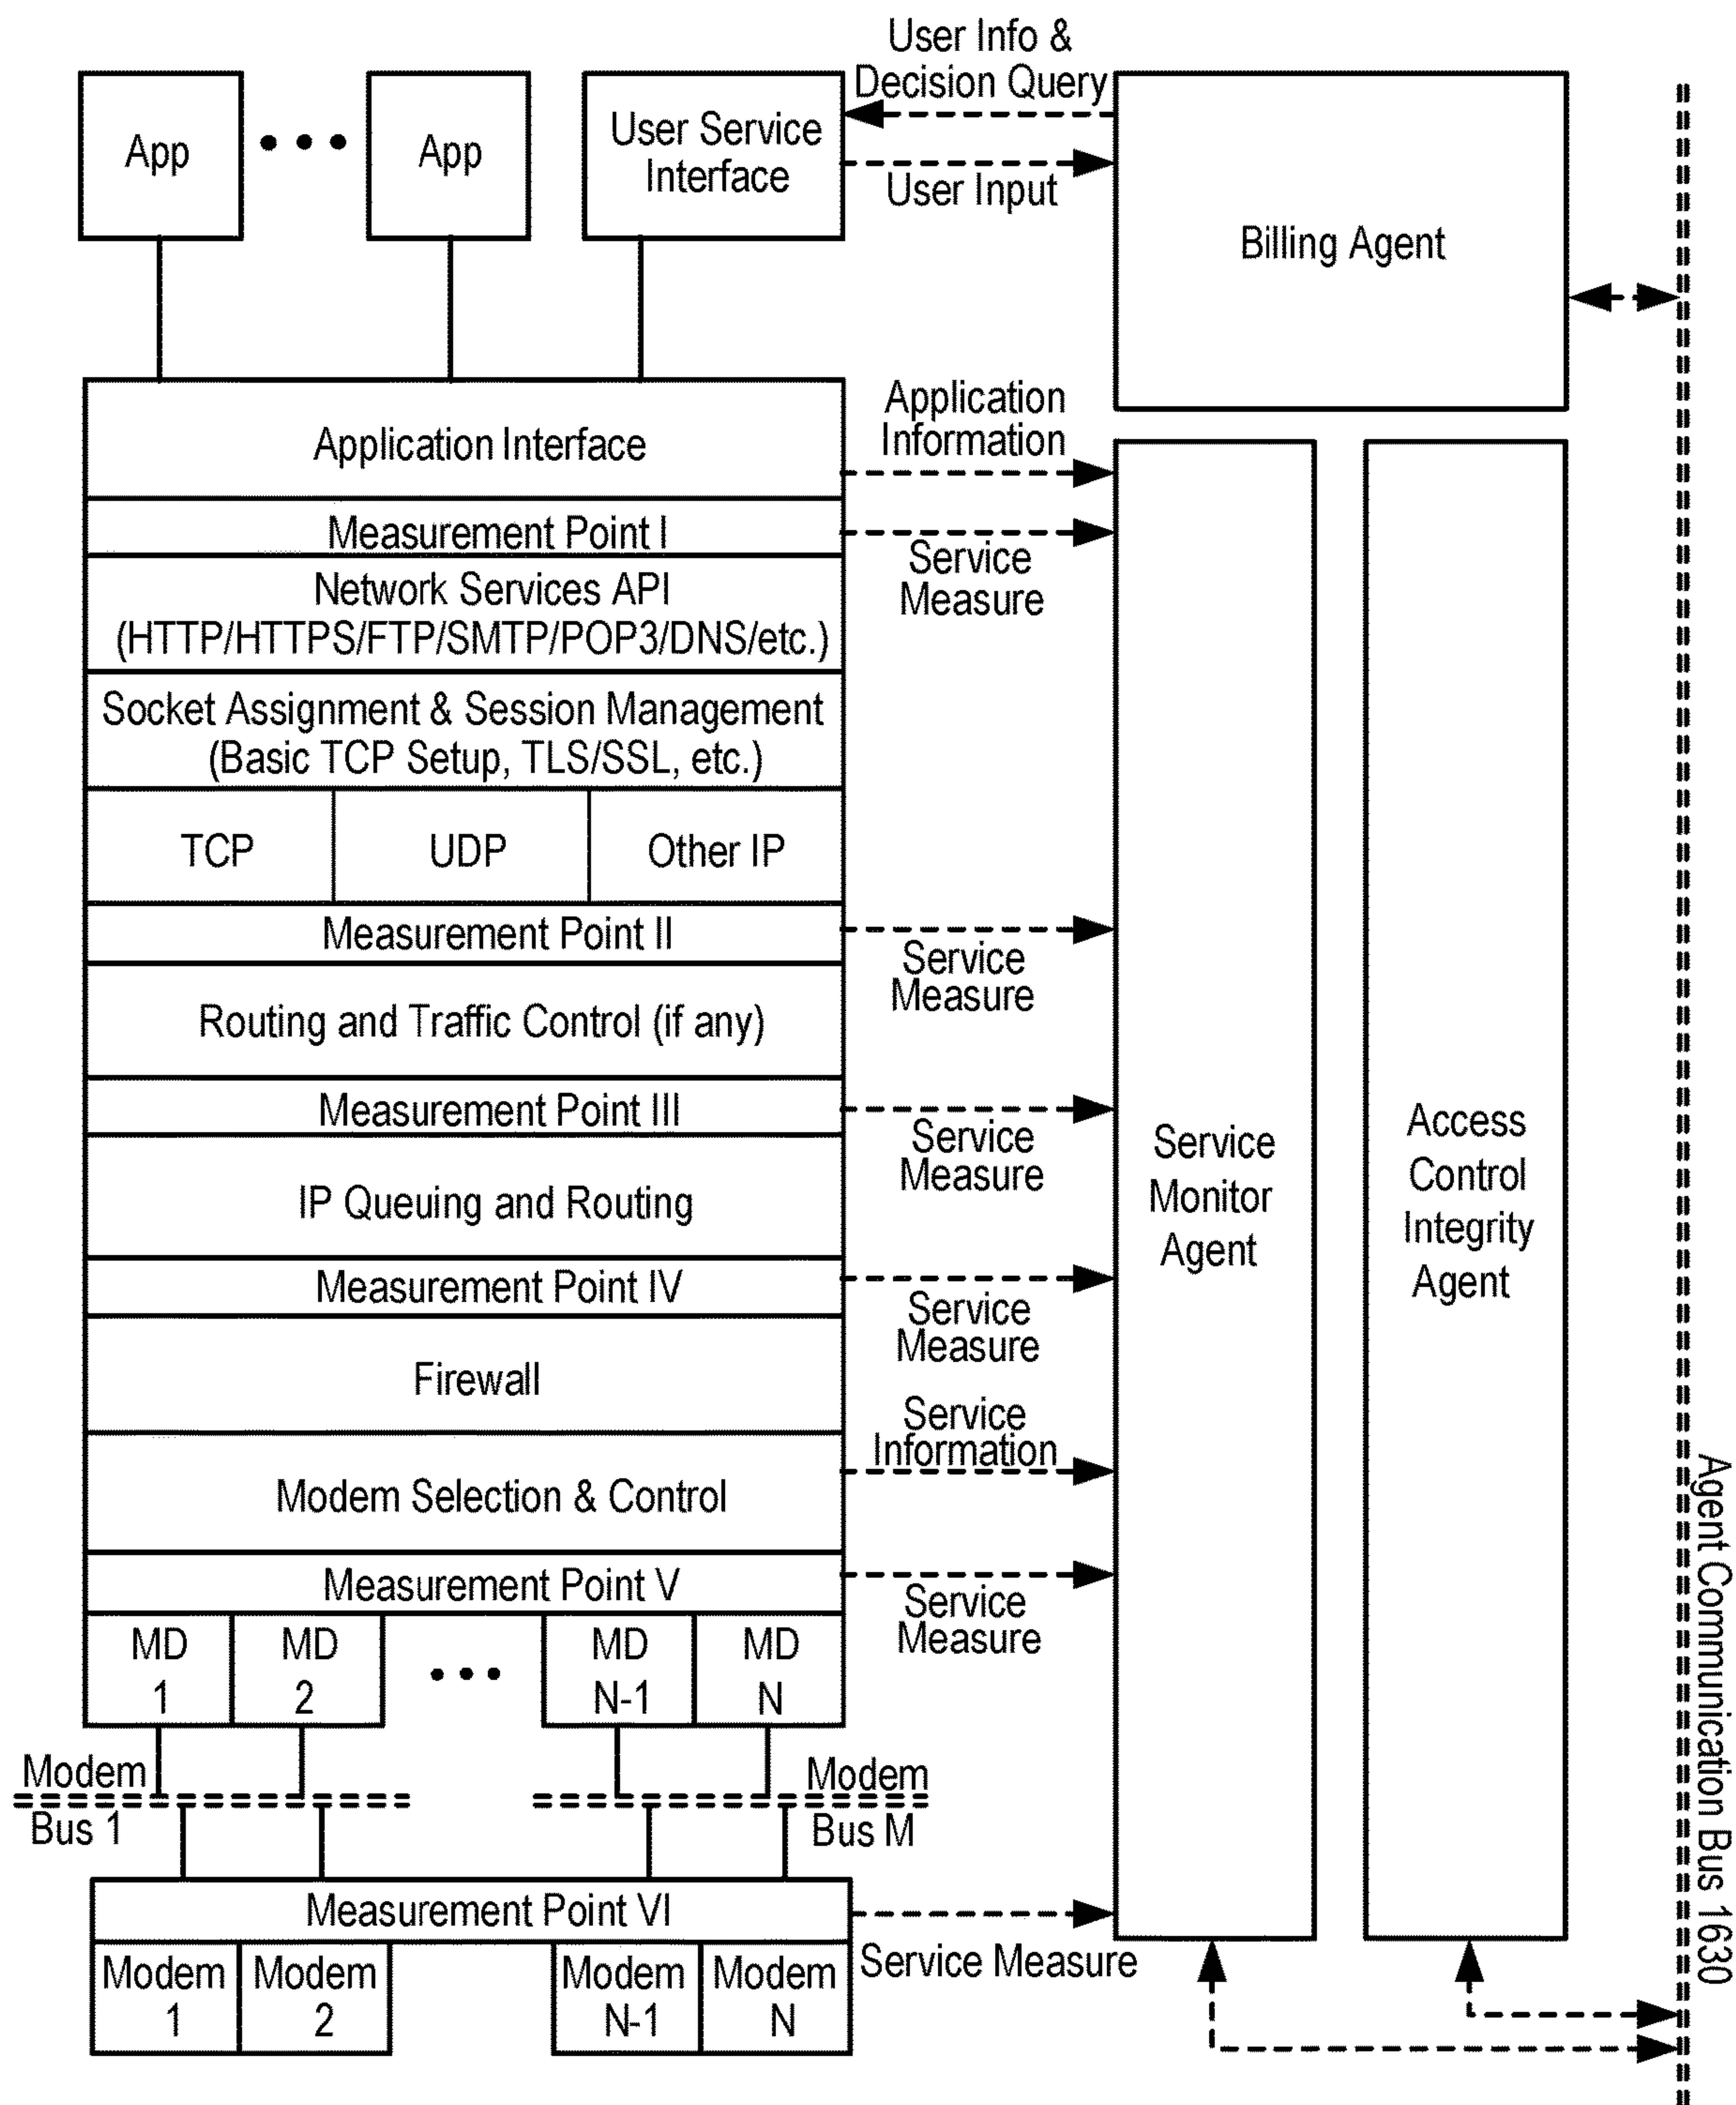 User Info &
Decision Query
App
App
User Service
Interface
User Input
Billing Agent
Application Interface
Application
Information
Measurement Point I
Service
Measure
Network Services API
(HTTP/HTTPS/FTP/SMTP/POP3/DNS/etc.)
Socket Assignment & Session Management
(Basic TCP Setup, TLS/SSL, etc.)
TCP
UDP
Other IP
Measurement Point II
Service
Measure
Routing and Traffic Control (if any)
Measurement Point III
Service
Measure
IP Queuing and Routing
Measurement Point IV
Service
Measure
Firewall
Service
Information
Modem Selection & Control
Measurement Point V
Service
Measure
MD
1
MD
2
MD
N-1
MD
N
Modem
Bus 1
Modem
Bus M
Measurement Point VI
Service Measure
Modem
1
Modem
2
Modem
N-1
Modem
N
Service
Monitor
Agent
Access
Control
Integrity
Agent
Agent Communication Bus 1630